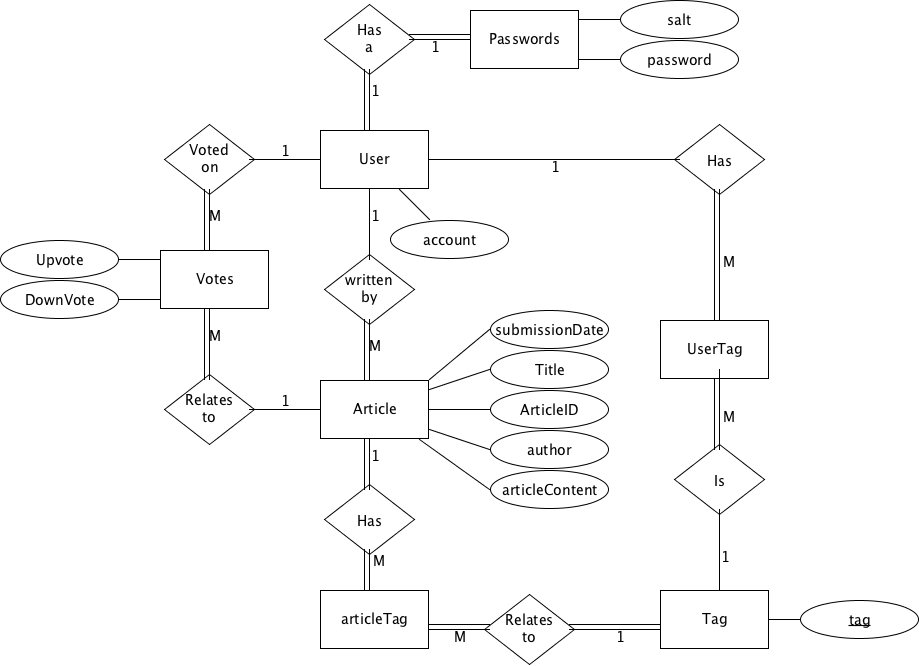 Has
a
1
Passwords
salt
password
1
Voted
on
1
User
1
Has
M
1
account
Upvote
Votes
DownVote
written
by
M
UserTag
M
M
submissionDate
Title
Relates
to
1
Article
ArticleID
author
articleContent
M
1
Is
Has
M
1
articleTag
M
Relates
to
1
Tag
tag